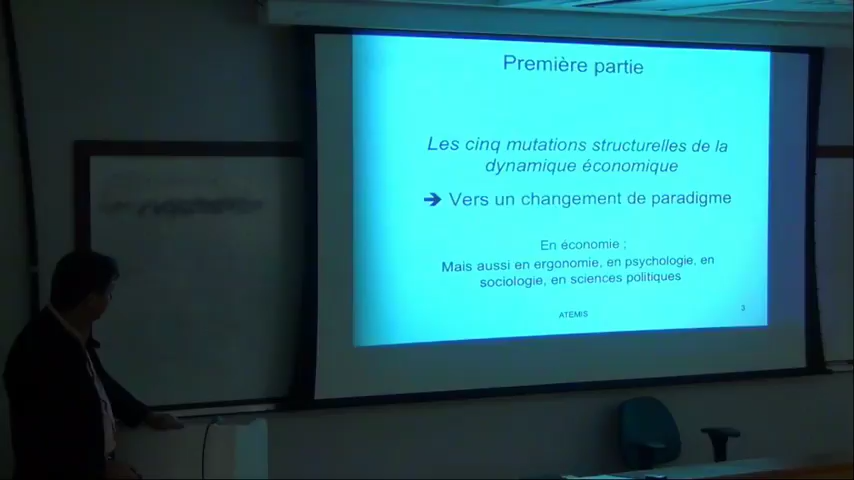 Première partie
Les cinq mutations structurelles de la
dynamique économique
➔ Vers un changement de paradigme
En économie ;
Mais aussi en ergonomie, en psychologie, en
sociologie, en sciences politiques
ATEMIS
3